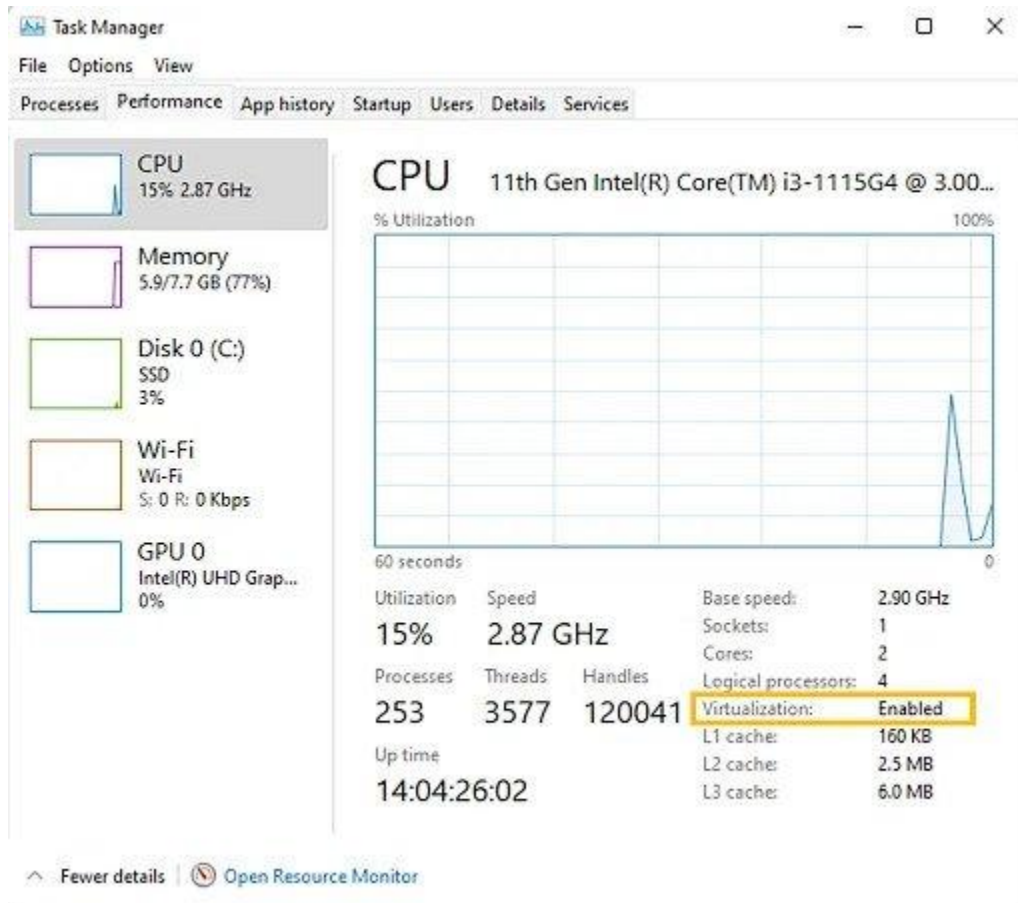 Task Manager
File Options View
Processes Performance App history Startup Users Details Services
CPU
15% 2.87 GHz
Memory
5.9/7.7 GB (77%)
Disk 0 (C:)
SSD
3%
Wi-Fi
Wi-Fi
S: 0 R: 0 Kbps
GPU 0
Intel(R) UHD Grap...
0%
CPU 11th Gen Intel(R) Core(TM) i3-1115G4 @ 3.00...
% Utilization 100%
60 seconds 0
Utilization Speed
15% 2.87 GHz
Processes Threads Handles
253 3577 120041
Up time
14:04:26:02
Base speed: 2.90 GHz
Sockets: 1
Cores: 2
Logical processors: 4
Virtualization: Enabled
L1 cache: 160 KB
L2 cache: 2.5 MB
L3 cache: 6.0 MB
Fewer details Open Resource Monitor